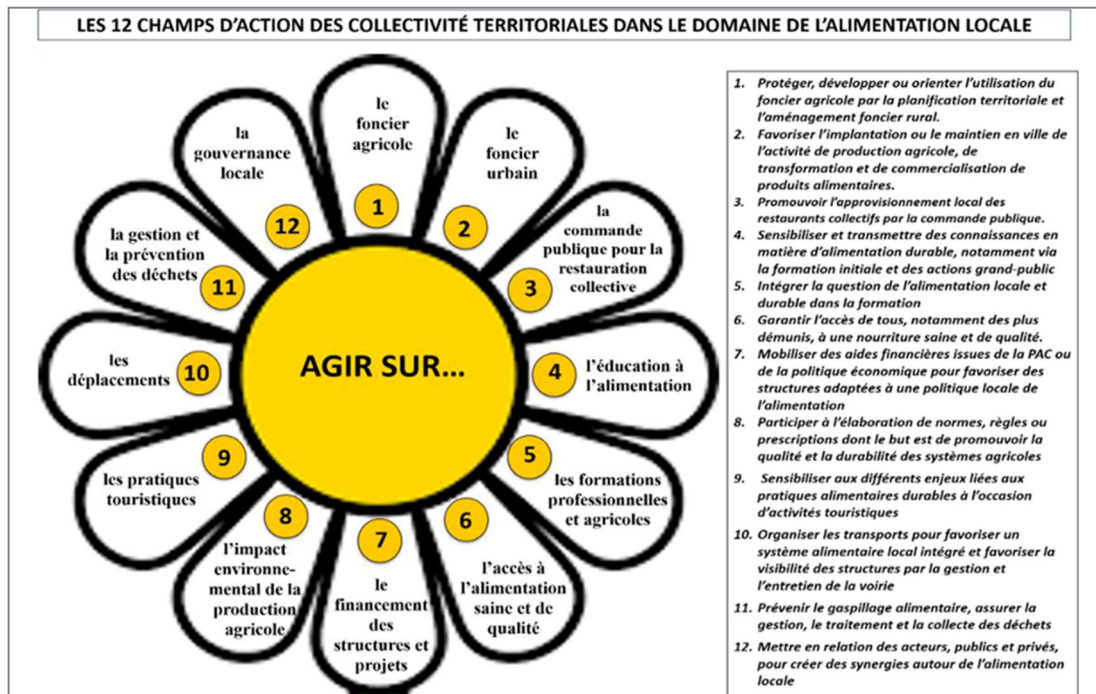 LES 12 CHAMPS D'ACTION DES COLLECTIVITÉ TERRITORIALES DANS LE DOMAINE DE L'ALIMENTATION LOCALE
AGIR SUR...
le
foncier
agricole
1
le
foncier
urbain
2
la
commande
publique pour la
restauration
collective
3
4
l'éducation à
l'alimentation
5
les formations
professionnelles
et agricoles
6
l'accès à
l'alimentation
saine et de
qualité
7
le
financement
des
structures et
projets
8
l'impact
environne-
mental de la
production
agricole
9
les pratiques
touristiques
les
déplacements
10
la gestion et
la prévention
des déchets
11
la
gouvernance
locale
12
1. Protéger, développer ou orienter l'utilisation du
foncier agricole par la planification territoriale et
l'aménagement foncier rural.
2. Favoriser l'implantation ou le maintien en ville de
l'activité de production agricole, de
transformation et de commercialisation de
produits alimentaires.
3. Promouvoir l'approvisionnement local des
restaurants collectifs par la commande publique.
4. Sensibiliser et transmettre des connaissances en
matière d'alimentation durable, notamment via
la formation initiale et des actions grand-public
5. Intégrer la question de l'alimentation locale et
durable dans la formation
6. Garantir l'accès de tous, notamment des plus
démunis, à une nourriture saine et de qualité.
7. Mobiliser des aides financières issues de la PAC ou
de la politique économique pour favoriser des
structures adaptées à une politique locale de
l'alimentation
8. Participer à l'élaboration de normes, règles ou
prescriptions dont le but est de promouvoir la
qualité et la durabilité des systèmes agricoles
9. Sensibiliser aux différents enjeux liées aux
pratiques alimentaires durables à l'occasion
d'activités touristiques
10. Organiser les transports pour favoriser un
système alimentaire local intégré et favoriser la
visibilité des structures par la gestion et
l'entretien de la voirie
11. Prévenir le gaspillage alimentaire, assurer la
gestion, le traitement et la collecte des déchets
12. Mettre en relation des acteurs, publics et privés,
pour créer des synergies autour de l'alimentation
locale